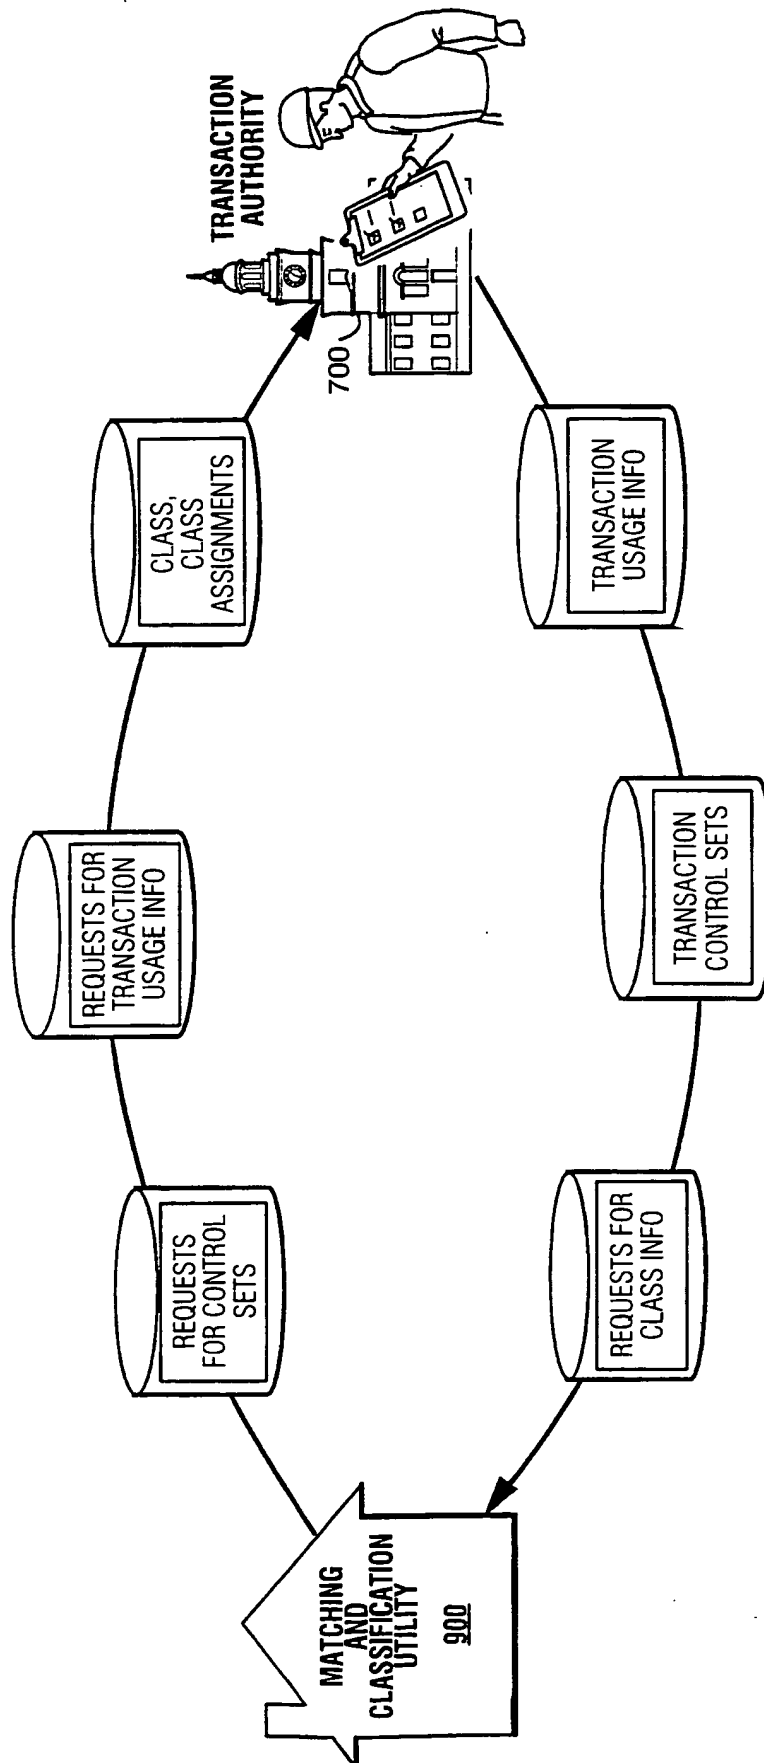 MATCHING
AND
CLASSIFICATION
UTILITY
900
REQUESTS
FOR CONTROL
SETS
REQUESTS FOR
TRANSACTION
USAGE INFO
CLASS,
CLASS
ASSIGNMENTS
TRANSACTION
AUTHORITY
700
TRANSACTION
USAGE INFO
TRANSACTION
CONTROL SETS
REQUESTS FOR
CLASS INFO